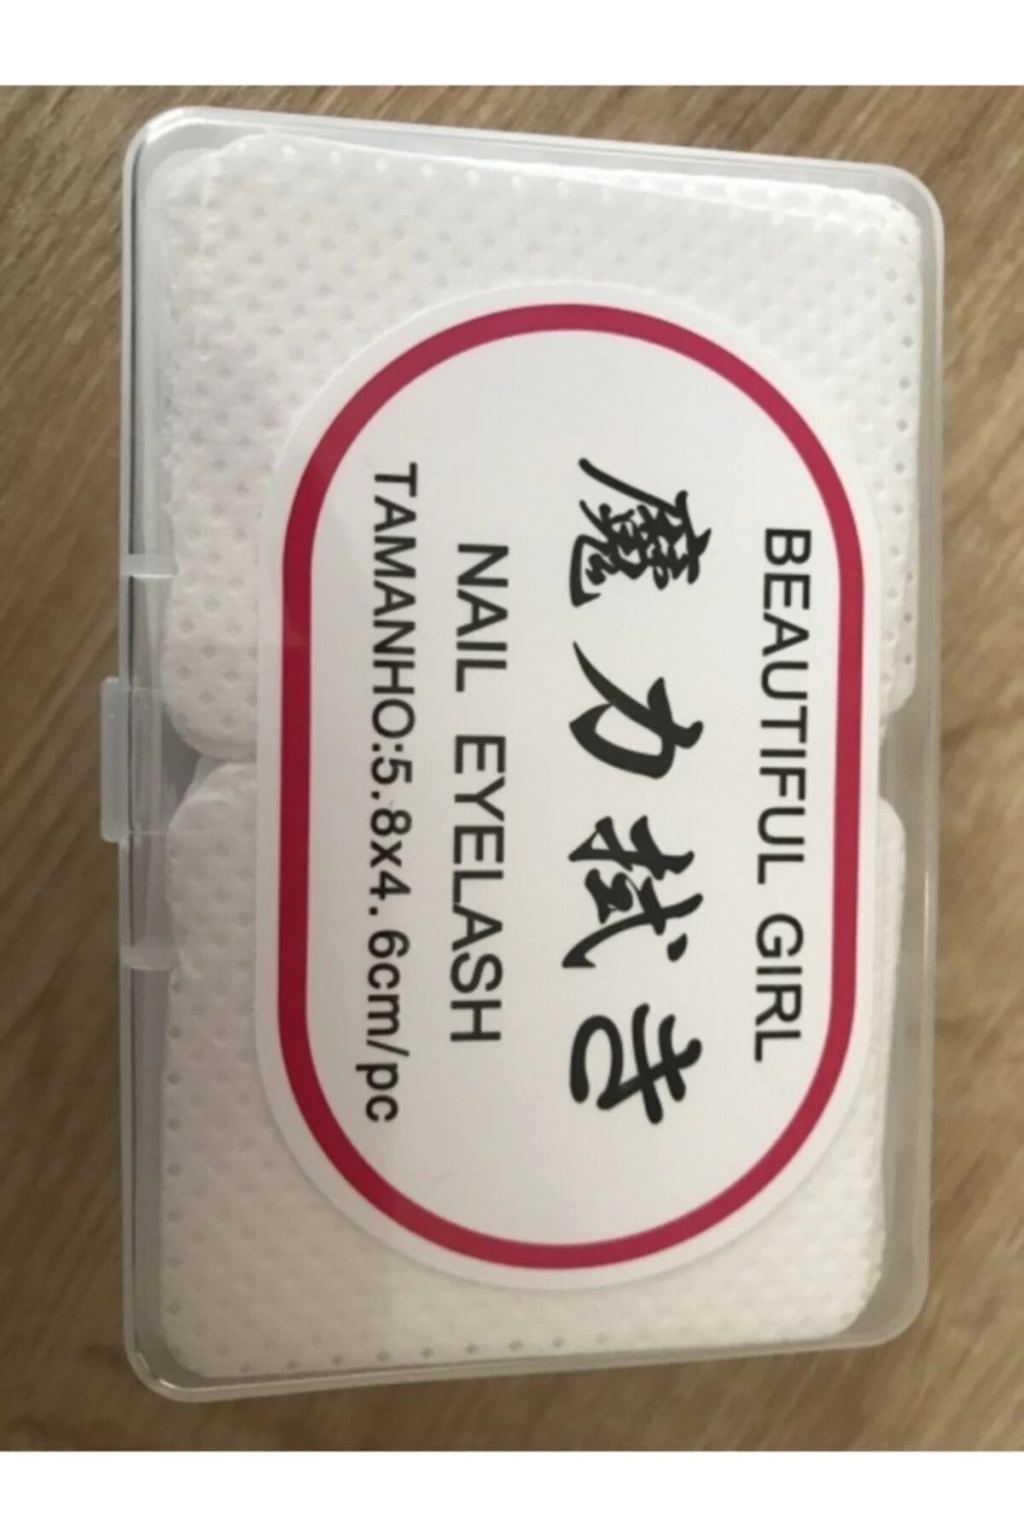 BEAUTIFUL GIRL
魔力拭き
NAIL EYELASH
TAMANHO:5.8x4.6cm/pc